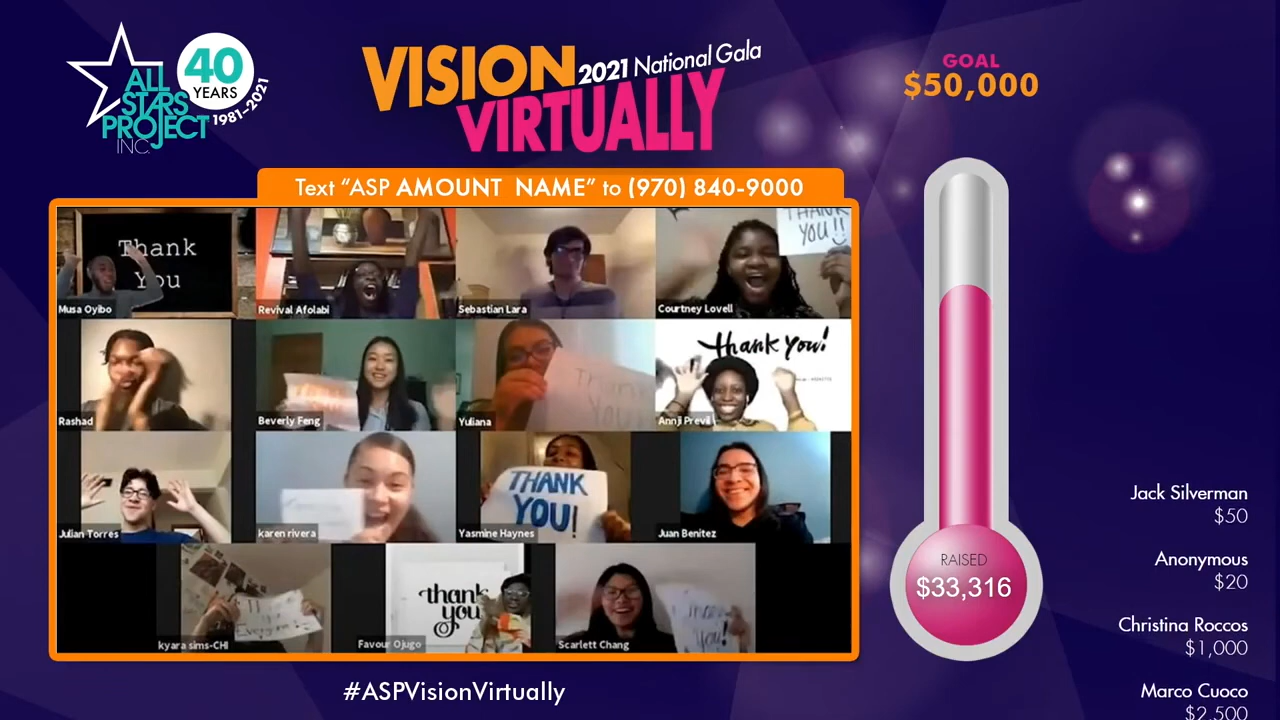 ALL
STARS
PROJECT
INC.
40
YEARS
1981–2021
VISION
2021 National Gala
VIRTUALLY
GOAL
$50,000
Text “ASP AMOUNT NAME” to (970) 840-9000
Thank
You
Musa Oyibo
Revival Afolabi
Sebastian Lara
THANK
YOU!!
Courtney Lovell
Rashad
Beverly Feng
Thank
You
Yuliana
thank you!
Annji Previl
Julian Torres
karen rivera
THANK
YOU!
Yasmine Haynes
Juan Benitez
kyara sims-CHI
thank
you
Favour Ojugo
Thank
You!
Scarlett Chang
RAISED
$33,316
Jack Silverman
$50
Anonymous
$20
Christina Roccos
$1,000
Marco Cuoco
$2,500
#ASPVisionVirtually